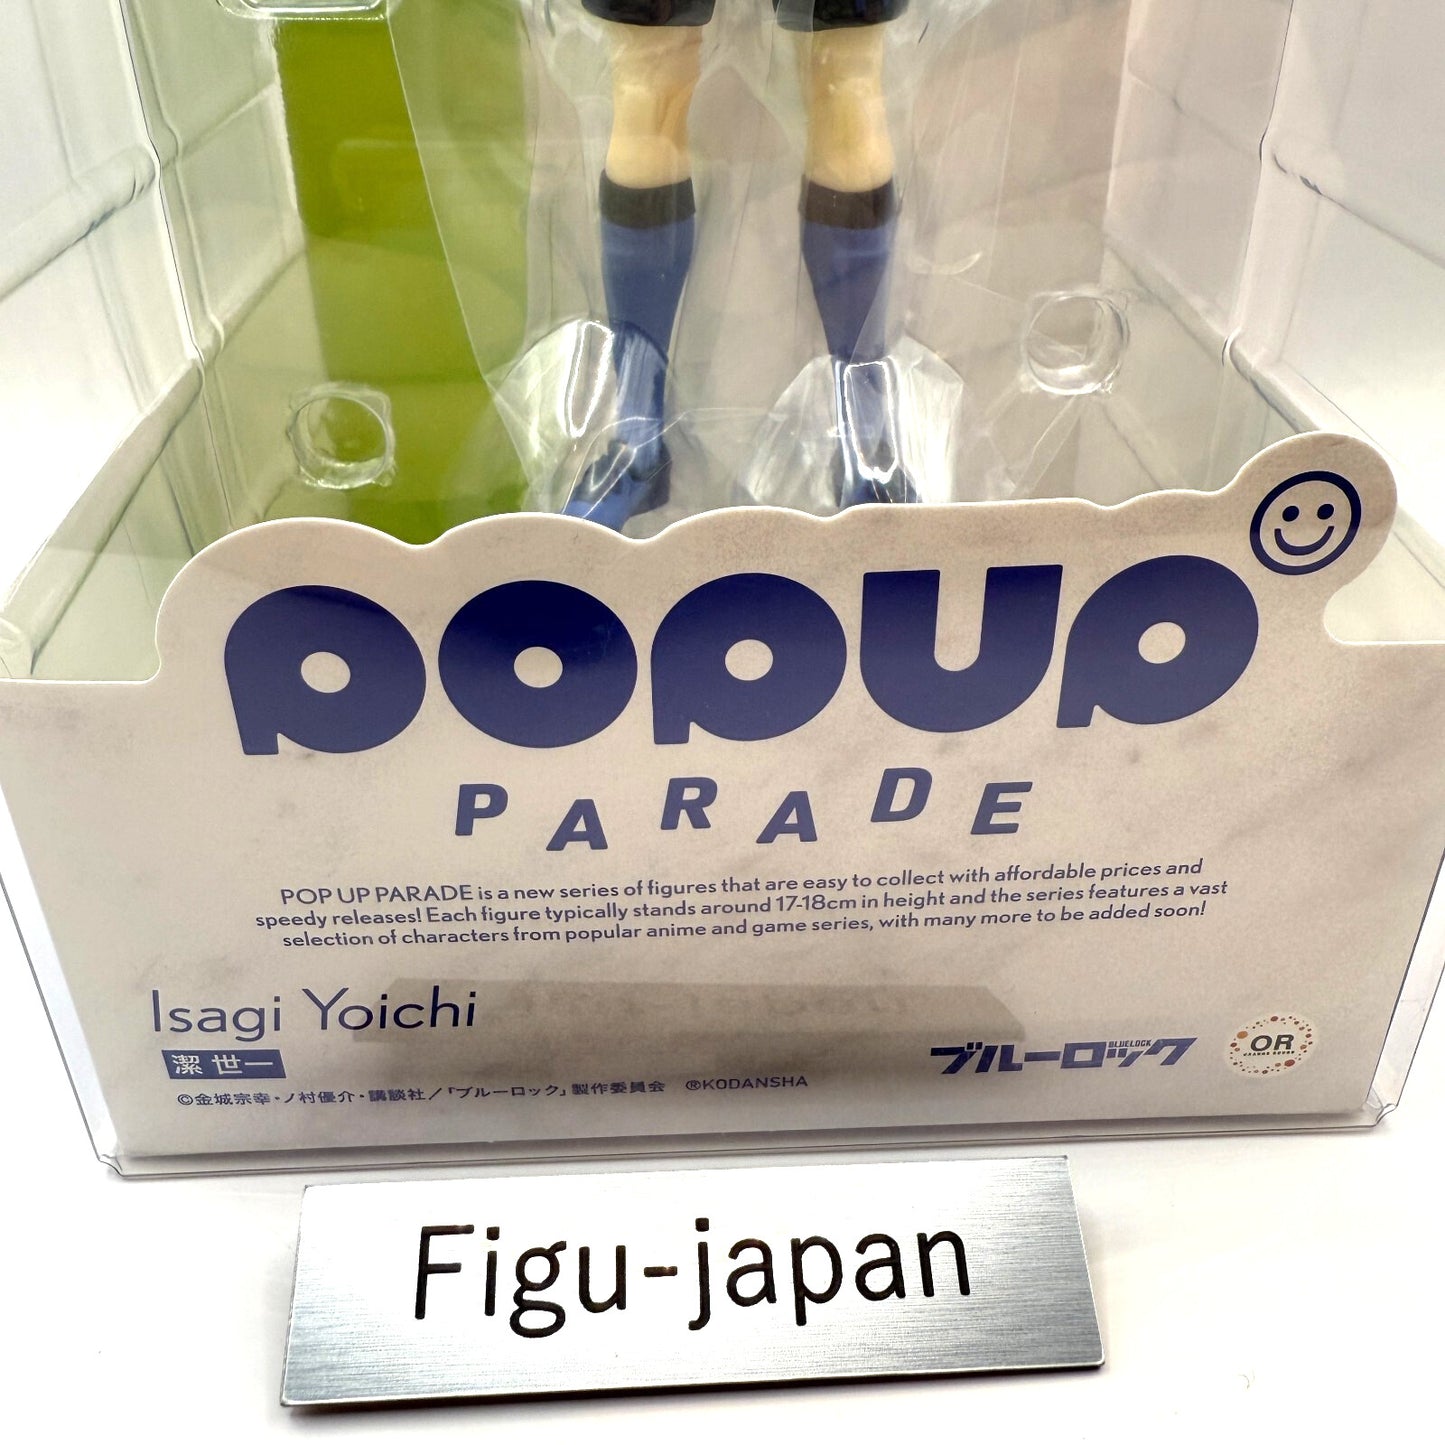 POPUP
PARADE
POP UP PARADE is a new series of figures that are easy to collect with affordable prices and
speedy releases! Each figure typically stands around 17-18cm in height and the series features a vast
selection of characters from popular anime and game series, with many more to be added soon!
Isagi Yoichi
潔 世一
©金城宗幸・ノ村優介・講談社／「ブルーロック」製作委員会 ®KODANSHA
BLUELOCK
ブルーロック
OR
ORANGE ROUGE
Figu-japan